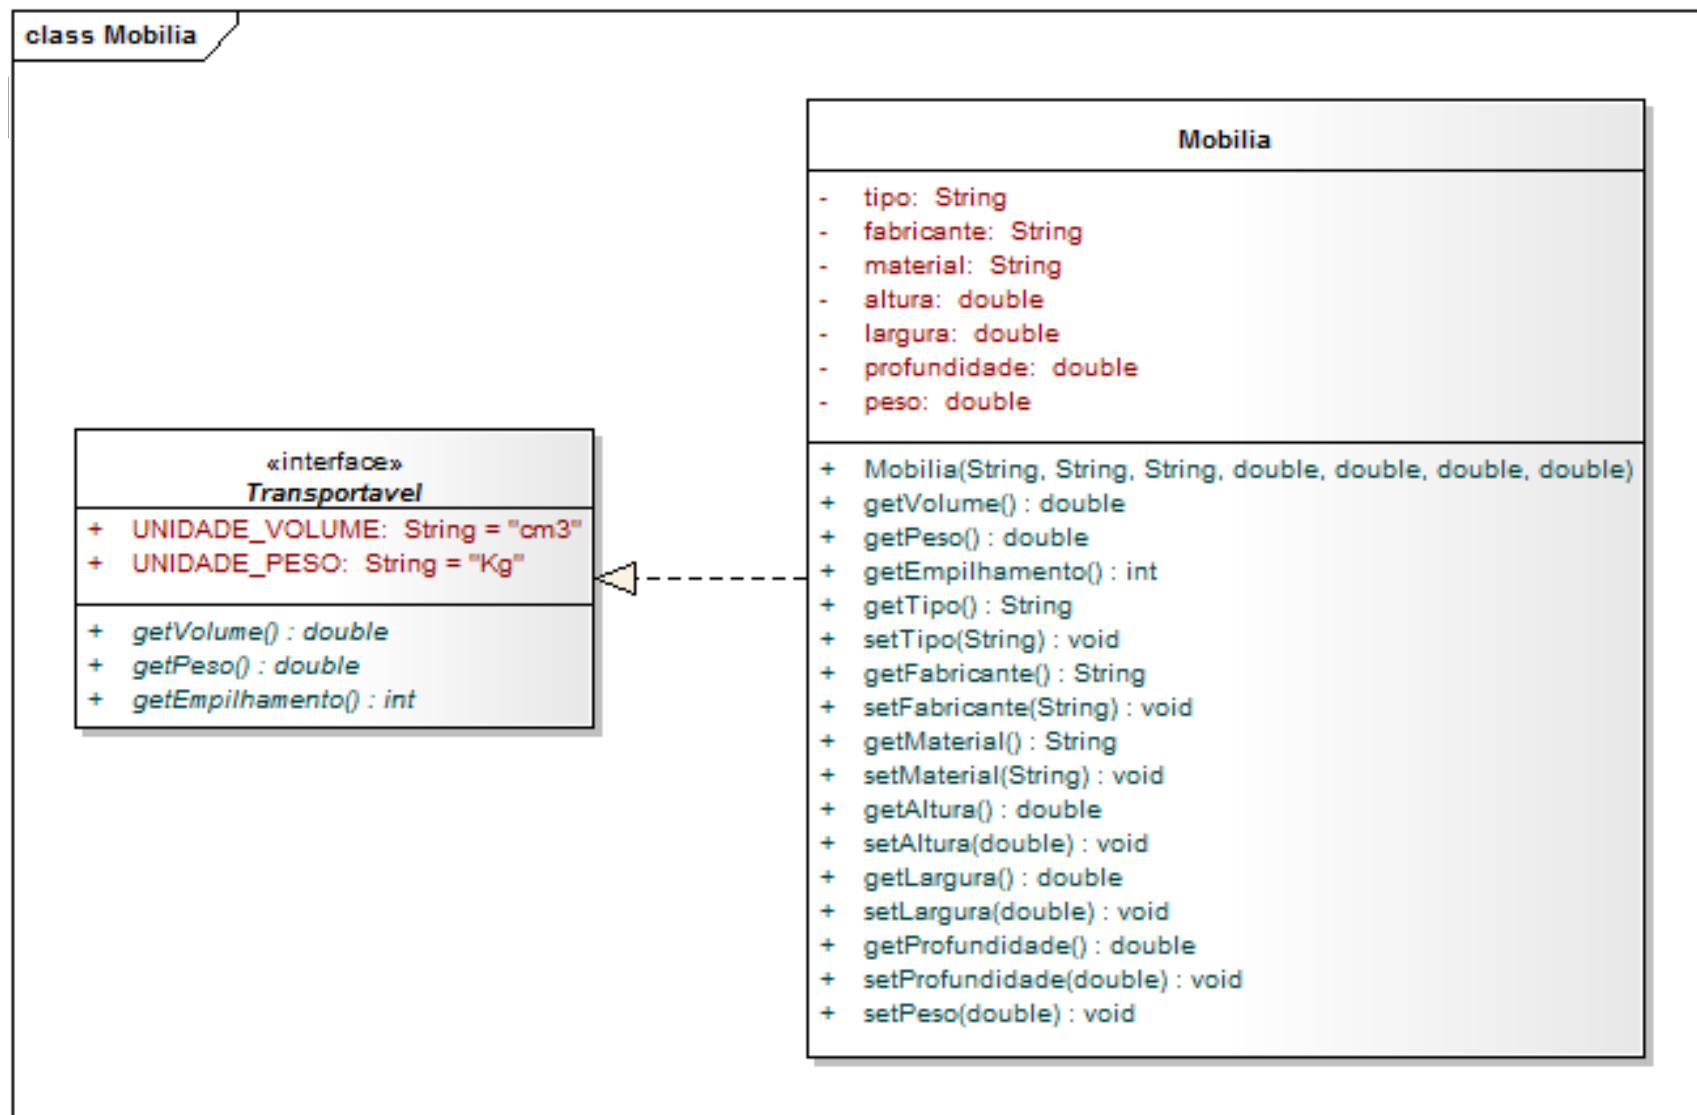 class Mobilia
«interface»
Transportavel
+ UNIDADE_VOLUME: String = "cm3"
+ UNIDADE_PESO: String = "Kg"
+ getVolume() : double
+ getPeso() : double
+ getEmpilhamento() : int
Mobilia
- tipo: String
- fabricante: String
- material: String
- altura: double
- largura: double
- profundidade: double
- peso: double
+ Mobilia(String, String, String, double, double, double, double)
+ getVolume() : double
+ getPeso() : double
+ getEmpilhamento() : int
+ getTipo() : String
+ setTipo(String) : void
+ getFabricante() : String
+ setFabricante(String) : void
+ getMaterial() : String
+ setMaterial(String) : void
+ getAltura() : double
+ setAltura(double) : void
+ getLargura() : double
+ setLargura(double) : void
+ getProfundidade() : double
+ setProfundidade(double) : void
+ setPeso(double) : void